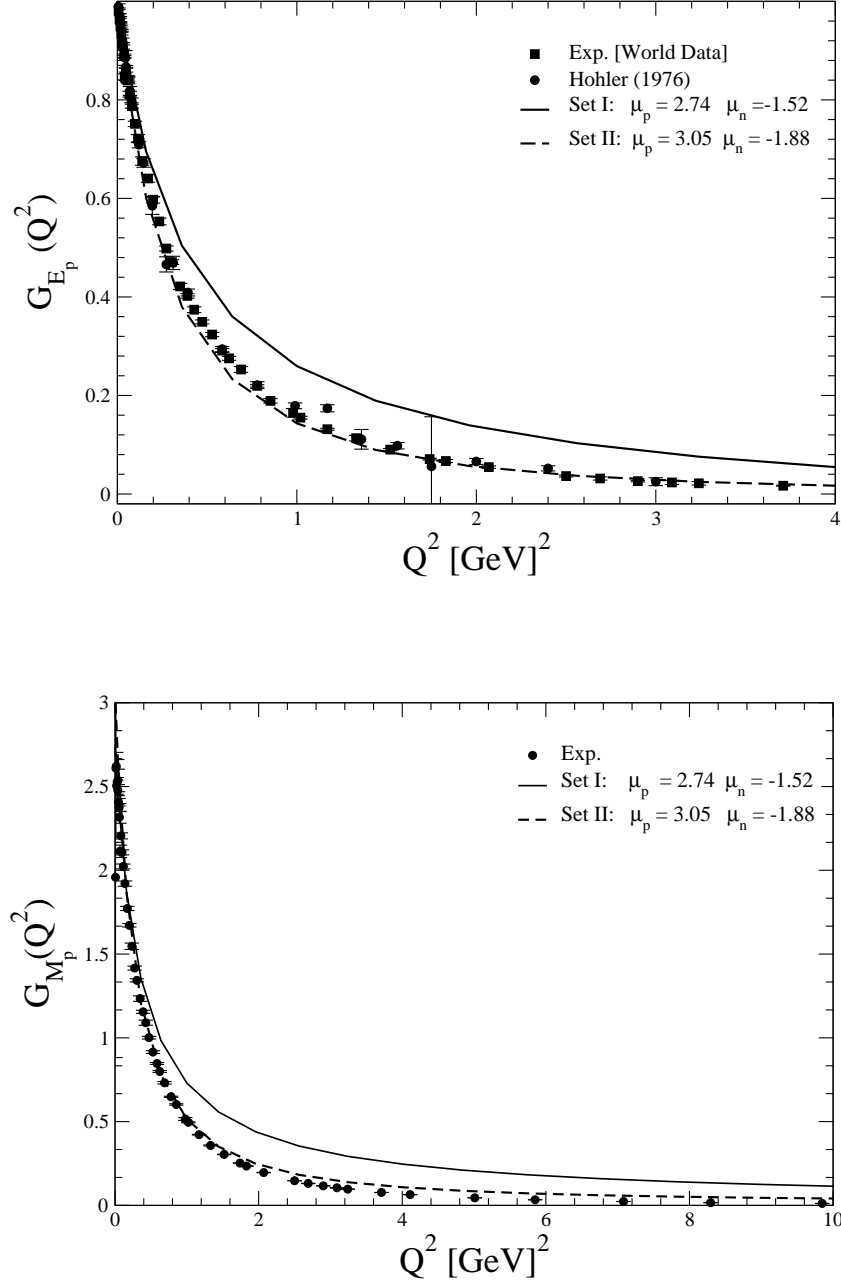 Exp. [World Data]
Hohler (1976)
Set I: μp = 2.74 μn =-1.52
Set II: μp = 3.05 μn = -1.88
0.8
0.6
0.4
0.2
0
0 1 2 3 4
GEp (Q²)
Q² [GeV]²
3
2.5
2
1.5
1
0.5
0
Exp.
Set I: μp = 2.74 μn = -1.52
Set II: μp = 3.05 μn = -1.88
0 2 4 6 8 10
GMp(Q²)
Q² [GeV]²